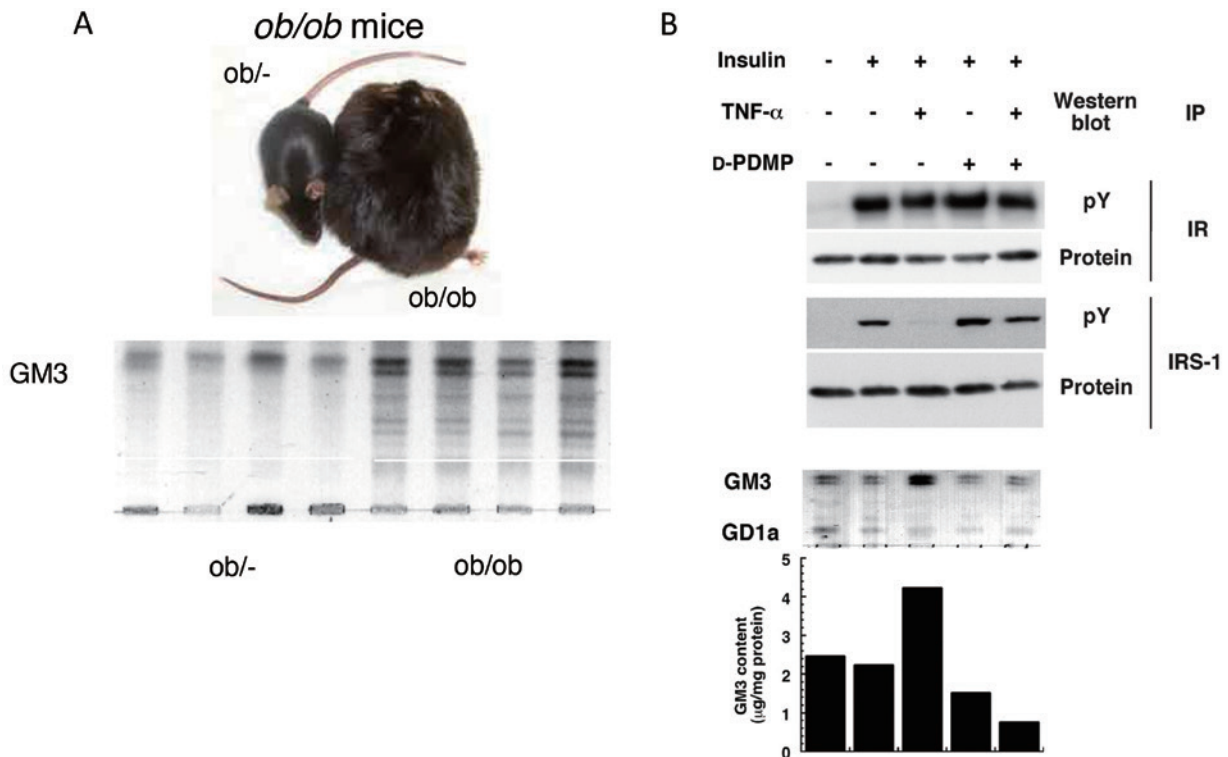 A
ob/ob mice
ob/-
ob/ob
GM3
ob/- ob/ob
B
Insulin - + + + +
TNF-α - - + - +
D-PDMP - - - + +
Western
blot
IP
pY
Protein
IR
pY
Protein
IRS-1
GM3
GD1a
GM3 content
(μg/mg protein)
5
4
3
2
1
0